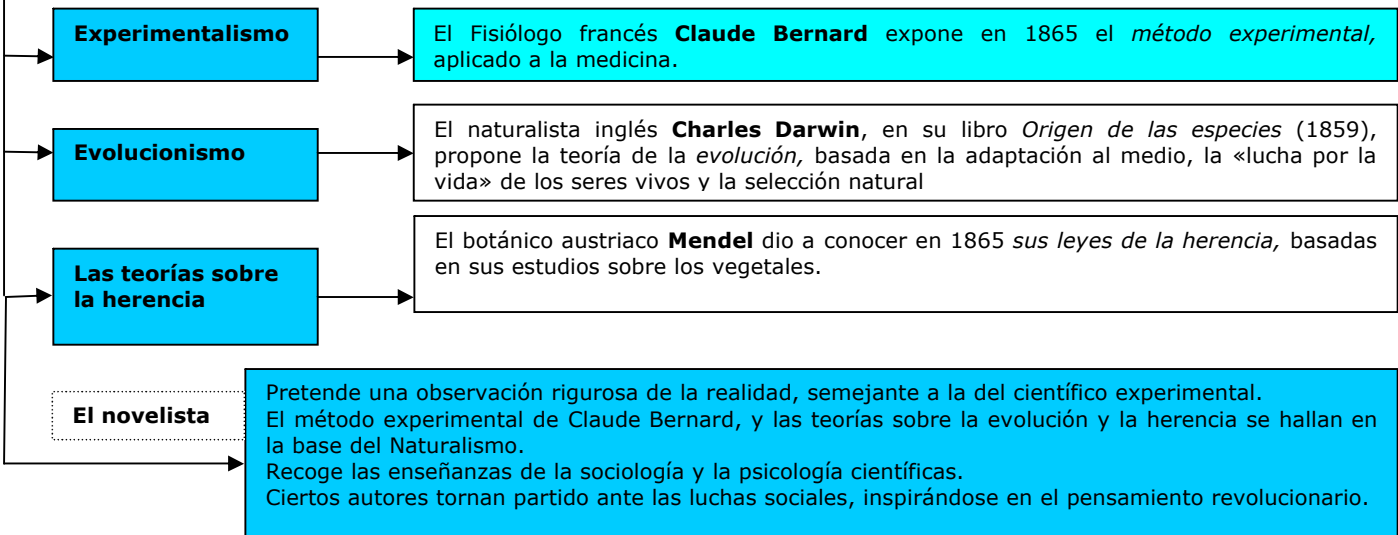 Experimentalismo
El Fisiólogo francés Claude Bernard expone en 1865 el método experimental,
aplicado a la medicina.
Evolucionismo
El naturalista inglés Charles Darwin, en su libro Origen de las especies (1859),
propone la teoría de la evolución, basada en la adaptación al medio, la «lucha por la
vida» de los seres vivos y la selección natural
Las teorías sobre
la herencia
El botánico austriaco Mendel dio a conocer en 1865 sus leyes de la herencia, basadas
en sus estudios sobre los vegetales.
El novelista
Pretende una observación rigurosa de la realidad, semejante a la del científico experimental.
El método experimental de Claude Bernard, y las teorías sobre la evolución y la herencia se hallan en
la base del Naturalismo.
Recoge las enseñanzas de la sociología y la psicología científicas.
Ciertos autores tornan partido ante las luchas sociales, inspirándose en el pensamiento revolucionario.